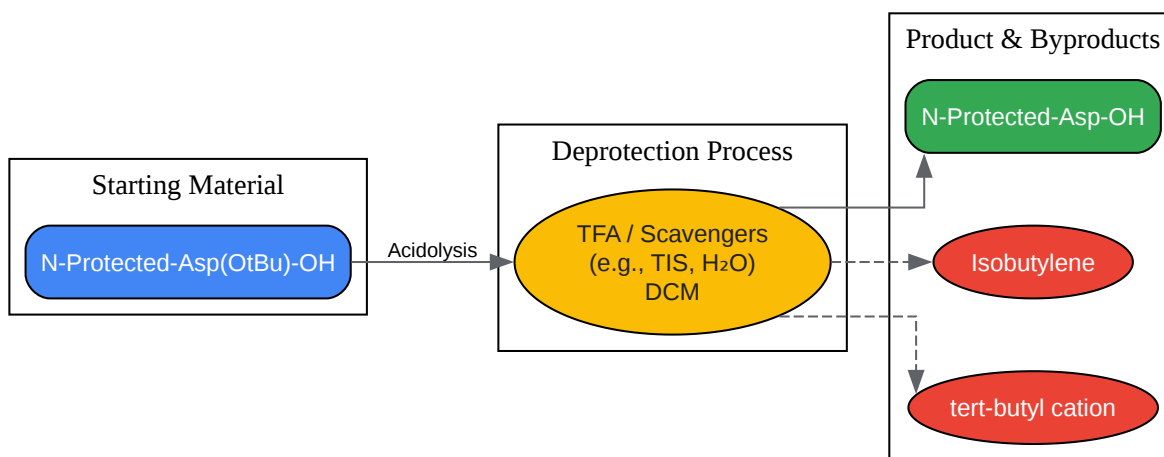 Starting Material
N-Protected-Asp(OtBu)-OH
Acidolysis
Deprotection Process
TFA / Scavengers
(e.g., TIS, H₂O)
DCM
Product & Byproducts
N-Protected-Asp-OH
Isobutylene
tert-butyl cation